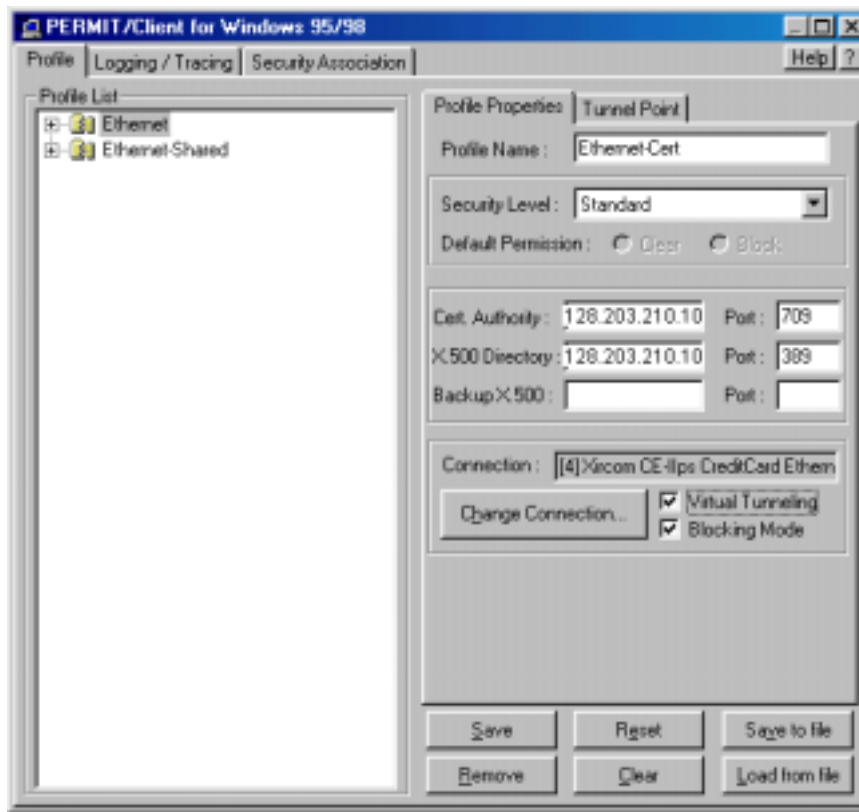 PERMIT/Client for Windows 95/98
Profile
Logging / Tracing
Security Association
Help
?
Profile List
Ethernet
Ethernet-Shared
Profile Properties
Tunnel Point
Profile Name : Ethernet-Cert
Security Level : Standard
Default Permission : Clear Block
Cert. Authority : 128.203.210.10 Port : 709
X.500 Directory : 128.203.210.10 Port : 389
Backup X.500 : Port :
Connection : [4] Xircom CE-IIps CreditCard Ethern
Change Connection...
Virtual Tunneling
Blocking Mode
Save Reset Save to file
Remove Clear Load from file